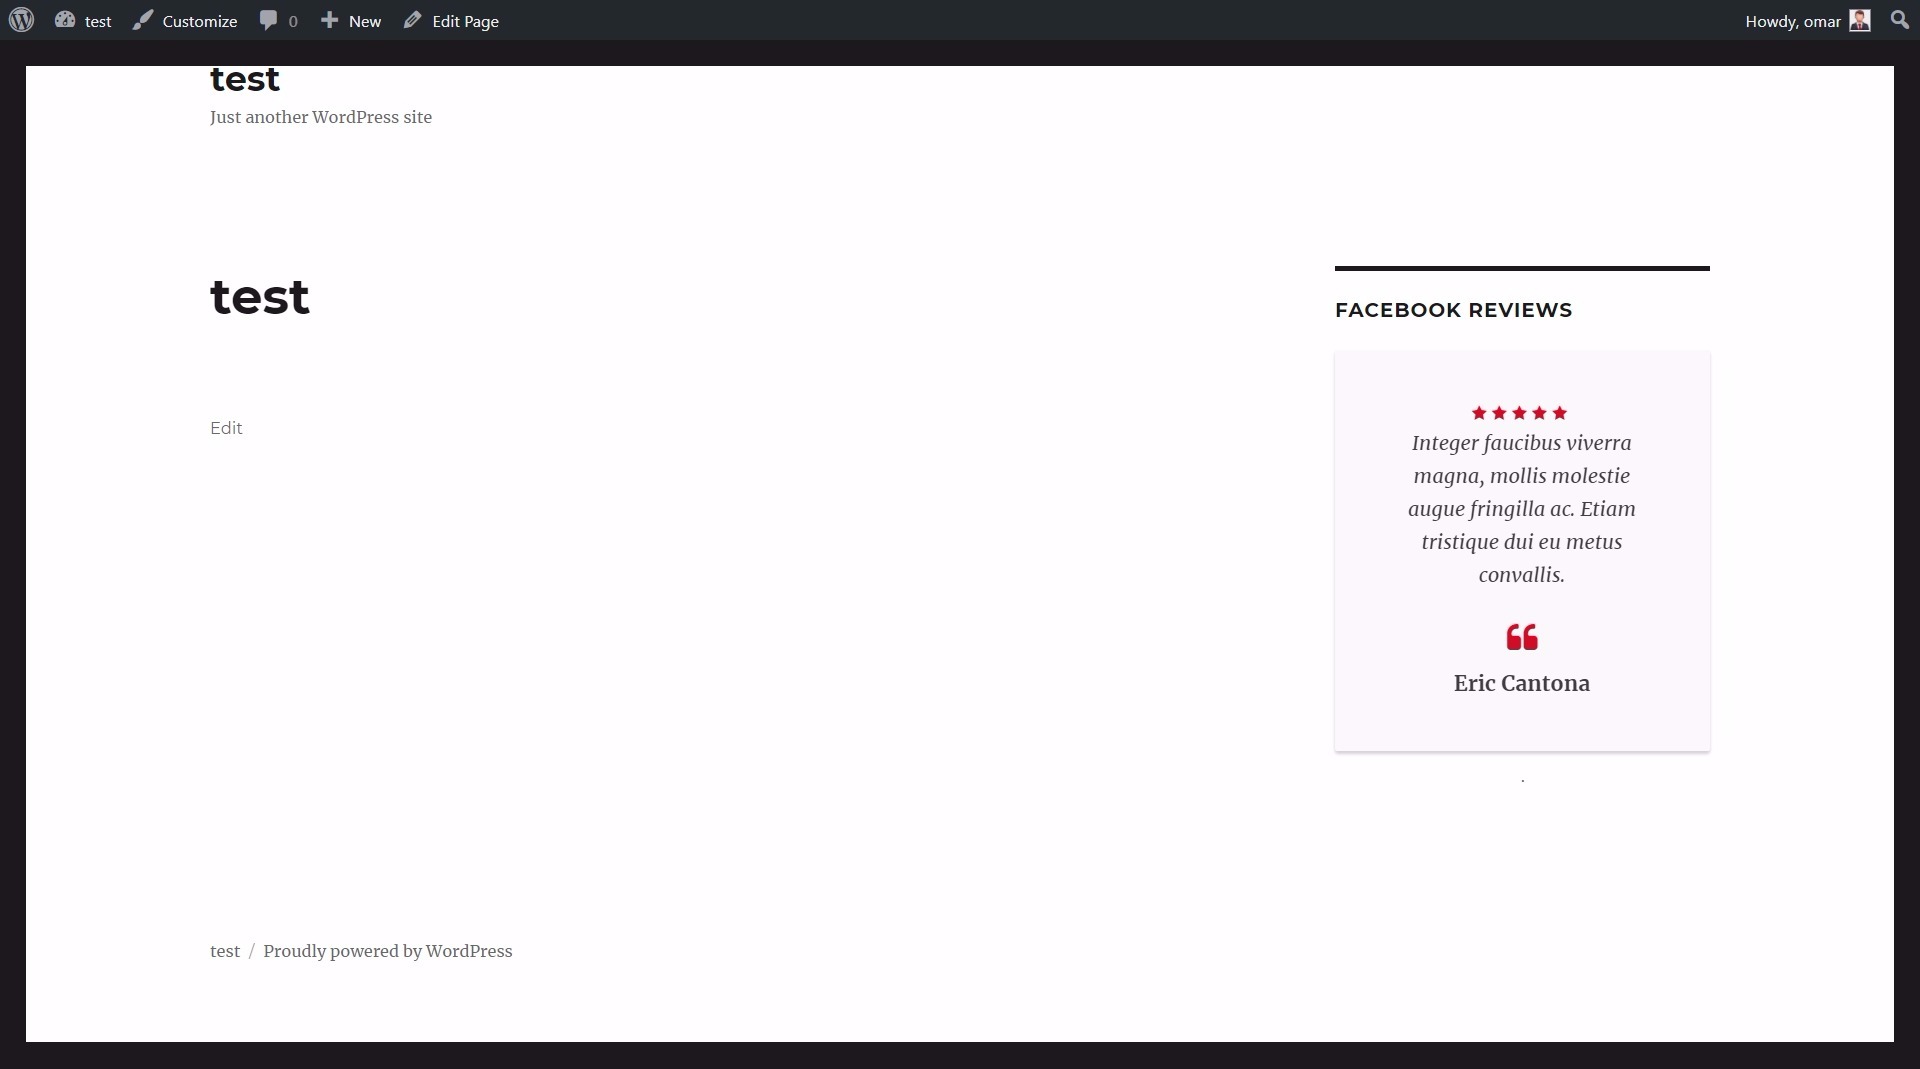 test Customize 0 New Edit Page Howdy, omar
test
Just another WordPress site
test
Edit
FACEBOOK REVIEWS
Integer faucibus viverra
magna, mollis molestie
augue fringilla ac. Etiam
tristique dui eu metus
convallis.
Eric Cantona
.
test / Proudly powered by WordPress